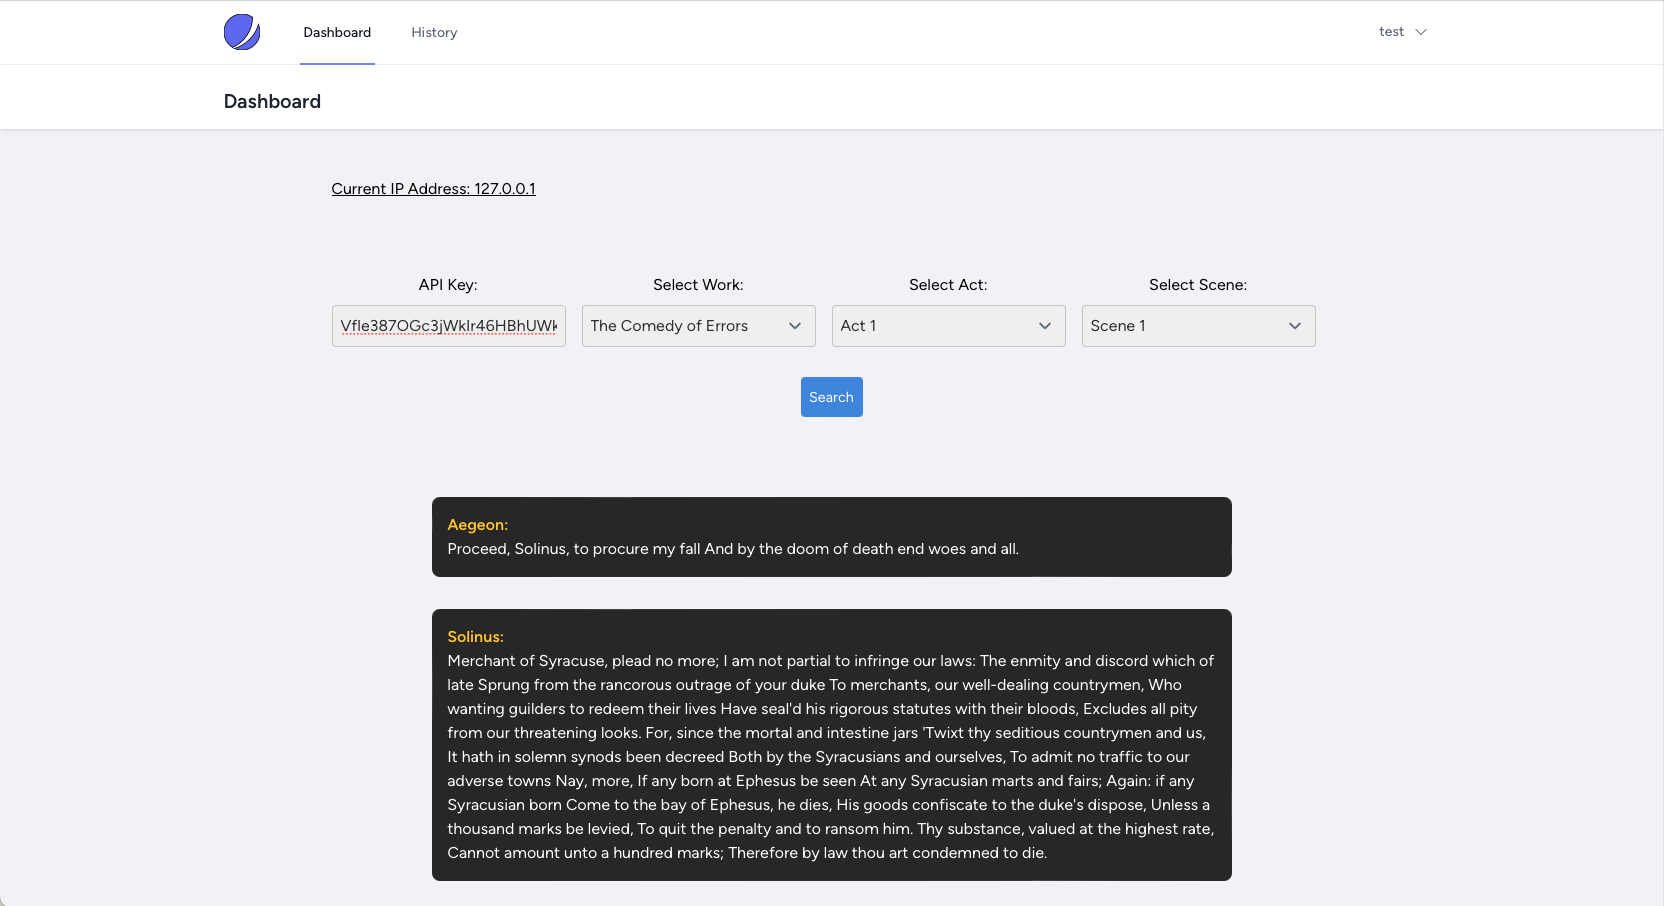 Dashboard
History
test
Dashboard
Current IP Address: 127.0.0.1
API Key:
Select Work:
Select Act:
Select Scene:
Vfle387OGc3jWklr46HBhUWk
The Comedy of Errors
Act 1
Scene 1
Search
Aegeon:
Proceed, Solinus, to procure my fall And by the doom of death end woes and all.
Solinus:
Merchant of Syracuse, plead no more; I am not partial to infringe our laws: The enmity and discord which of
late Sprung from the rancorous outrage of your duke To merchants, our well-dealing countrymen, Who
wanting guilders to redeem their lives Have seal'd his rigorous statutes with their bloods, Excludes all pity
from our threatening looks. For, since the mortal and intestine jars 'Twixt thy seditious countrymen and us,
It hath in solemn synods been decreed Both by the Syracusians and ourselves, To admit no traffic to our
adverse towns Nay, more, If any born at Ephesus be seen At any Syracusian marts and fairs; Again: if any
Syracusian born Come to the bay of Ephesus, he dies, His goods confiscate to the duke's dispose, Unless a
thousand marks be levied, To quit the penalty and to ransom him. Thy substance, valued at the highest rate,
Cannot amount unto a hundred marks; Therefore by law thou art condemned to die.